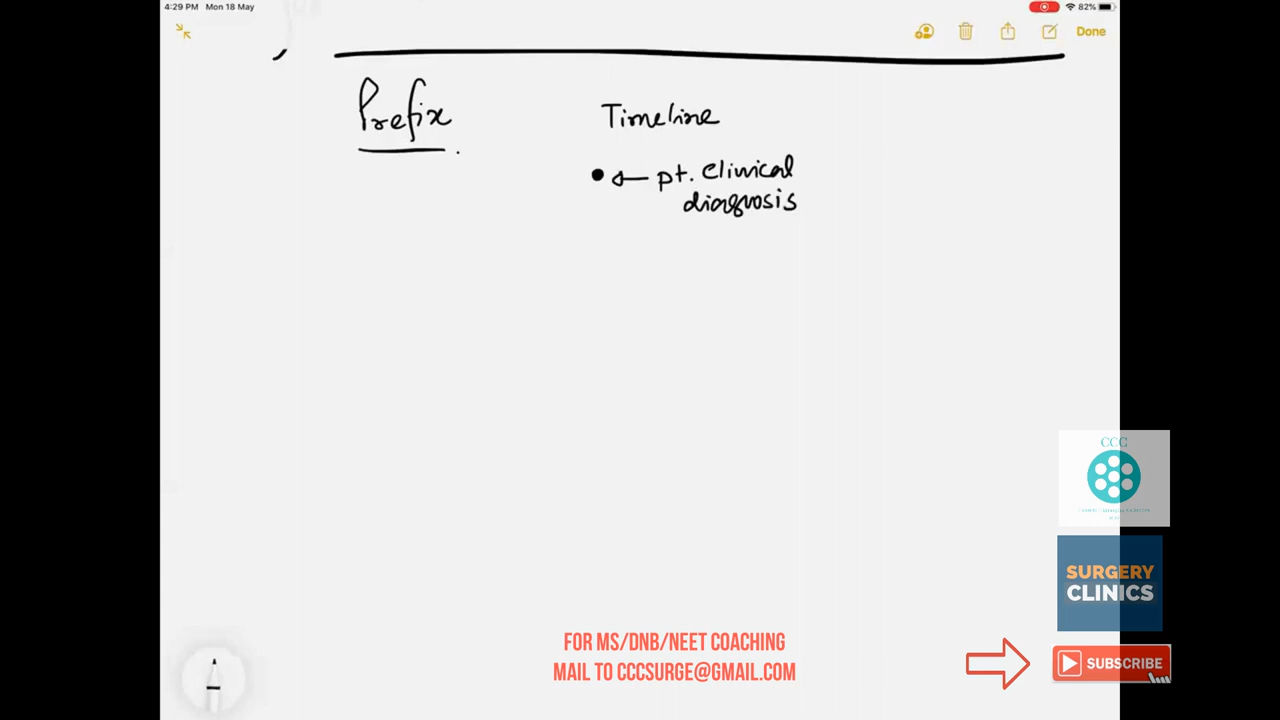 4:29 PM Mon 18 May
82%
Done
Prefix
Timeline
pt. clinical
diagnosis
CCC
SURGERY
CLINICS
FOR MS/DNB/NEET COACHING
MAIL TO CCCSURGE@GMAIL.COM
SUBSCRIBE